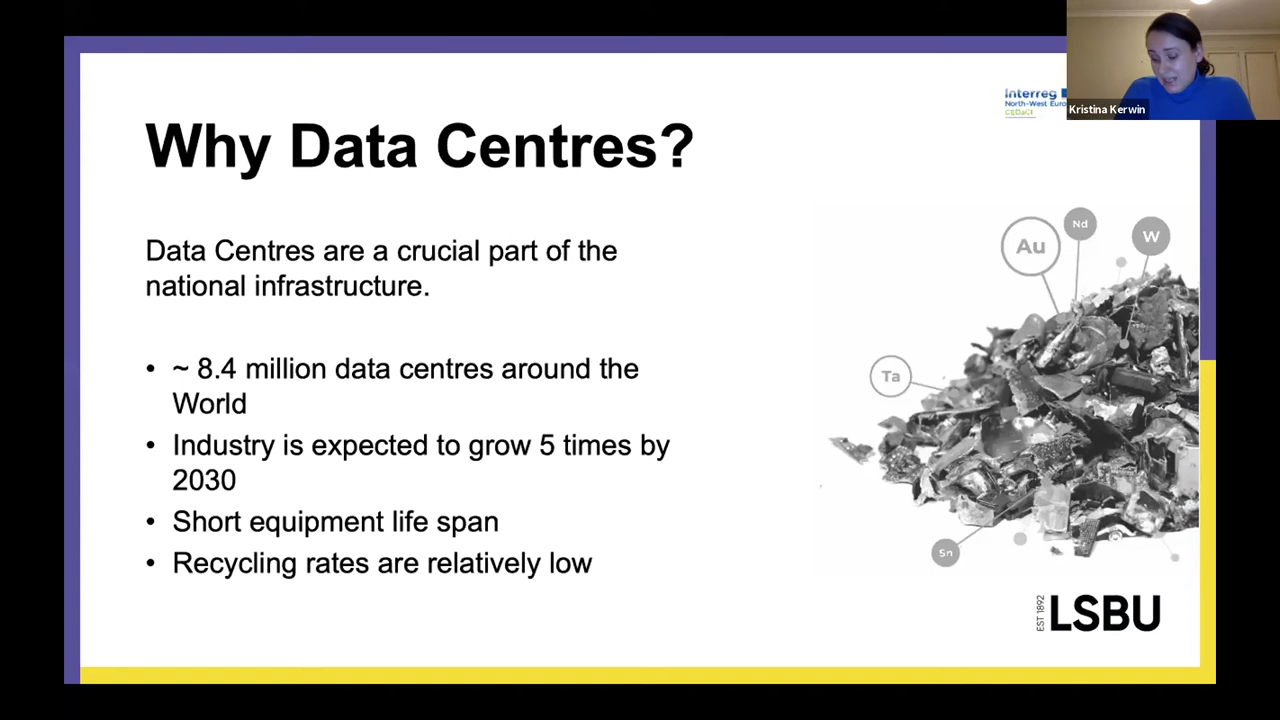 Interreg
North-West Euro
CEDaCI
Kristina Kerwin
Why Data Centres?
Data Centres are a crucial part of the
national infrastructure.
• ~ 8.4 million data centres around the
World
• Industry is expected to grow 5 times by
2030
• Short equipment life span
• Recycling rates are relatively low
Au
Nd
W
Ta
Sn
EST 1892
LSBU